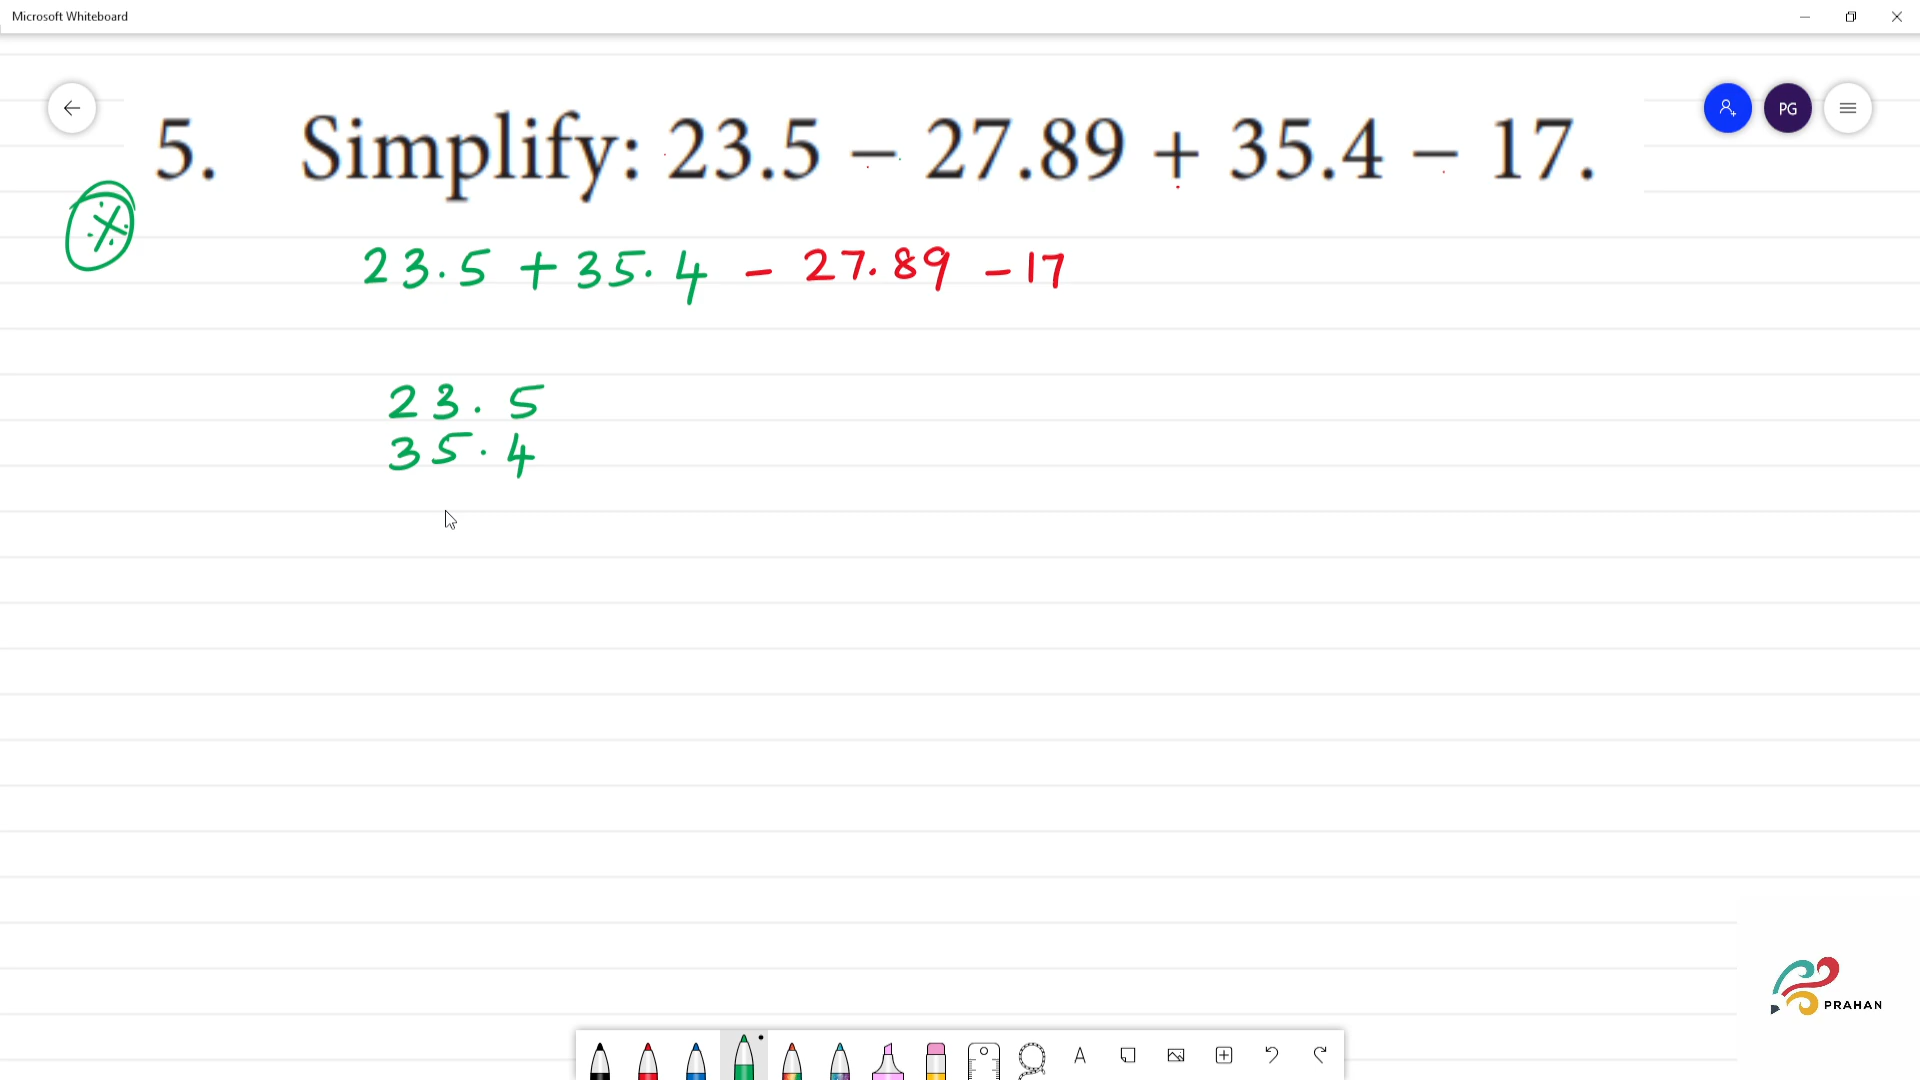 Microsoft Whiteboard
5. Simplify: 23.5 – 27.89 + 35.4 – 17.
PG
23.5 + 35.4 - 27.89 - 17
23.5
35.4
PRAHAN
A